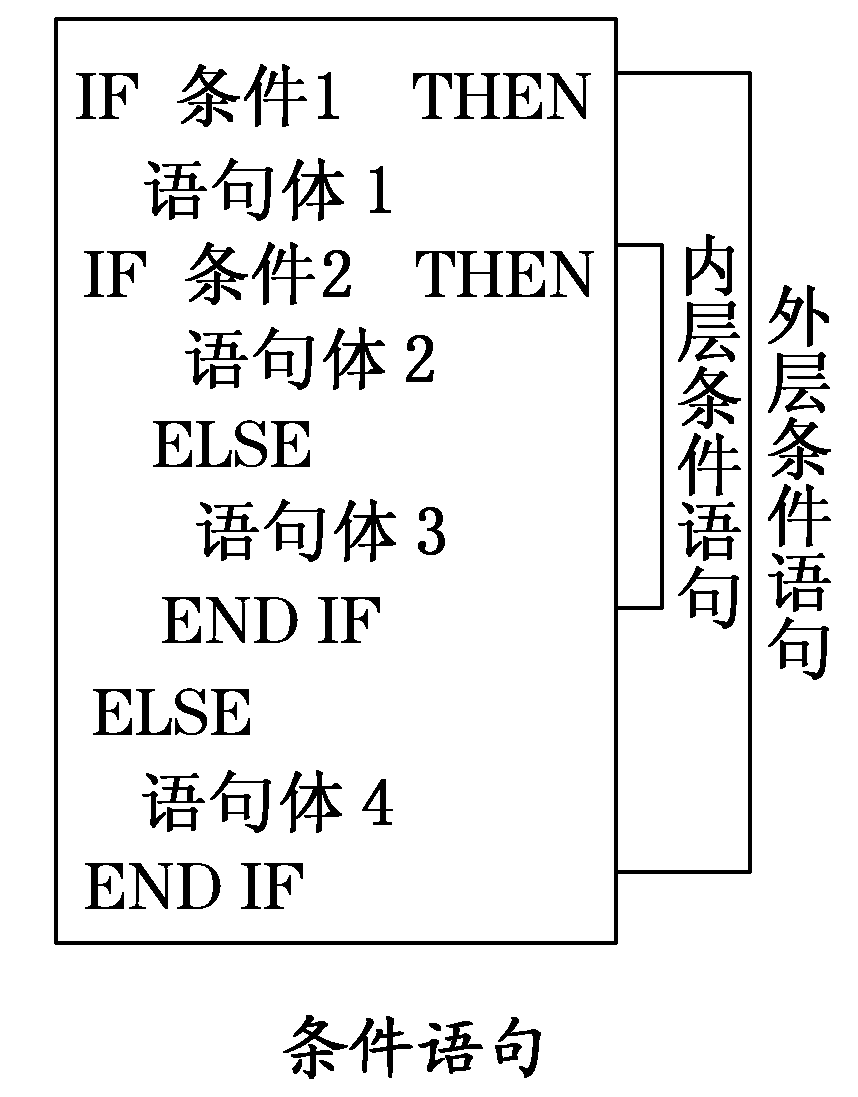 IF 条件1 THEN
语句体1
IF 条件2 THEN
语句体2
ELSE
语句体3
END IF
ELSE
语句体4
END IF
内层条件语句
外层条件语句
条件语句